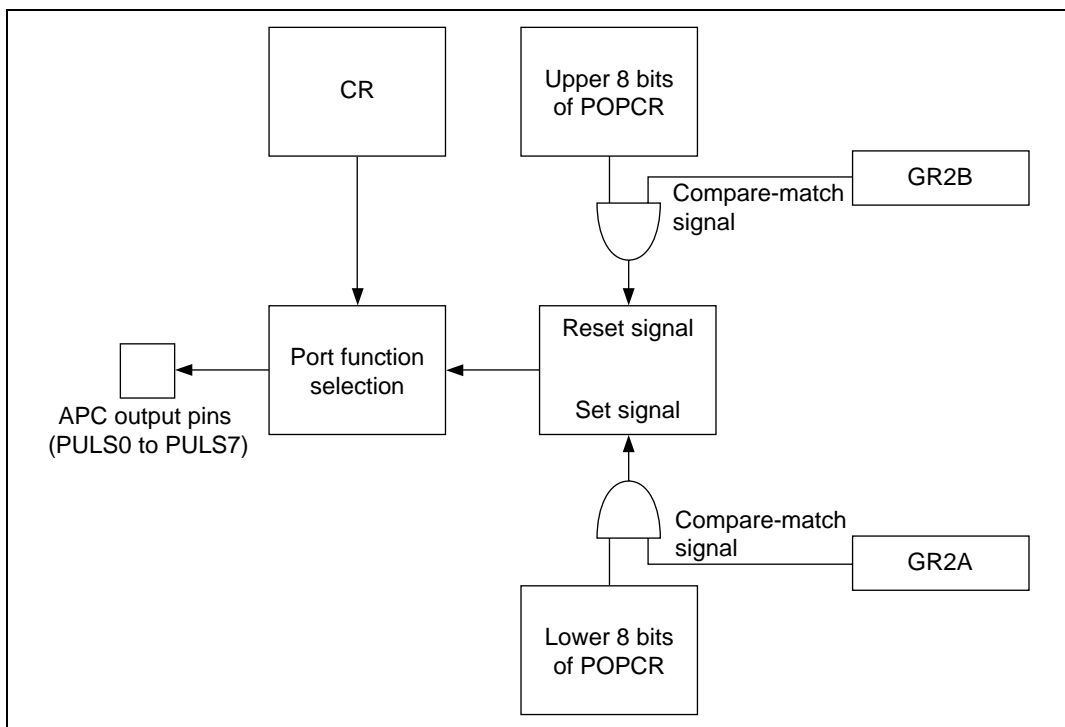 CR
Upper 8 bits
of POPCR
GR2B
Compare-match
signal
Reset signal
Port function
selection
Set signal
APC output pins
(PULS0 to PULS7)
Compare-match
signal
GR2A
Lower 8 bits
of POPCR